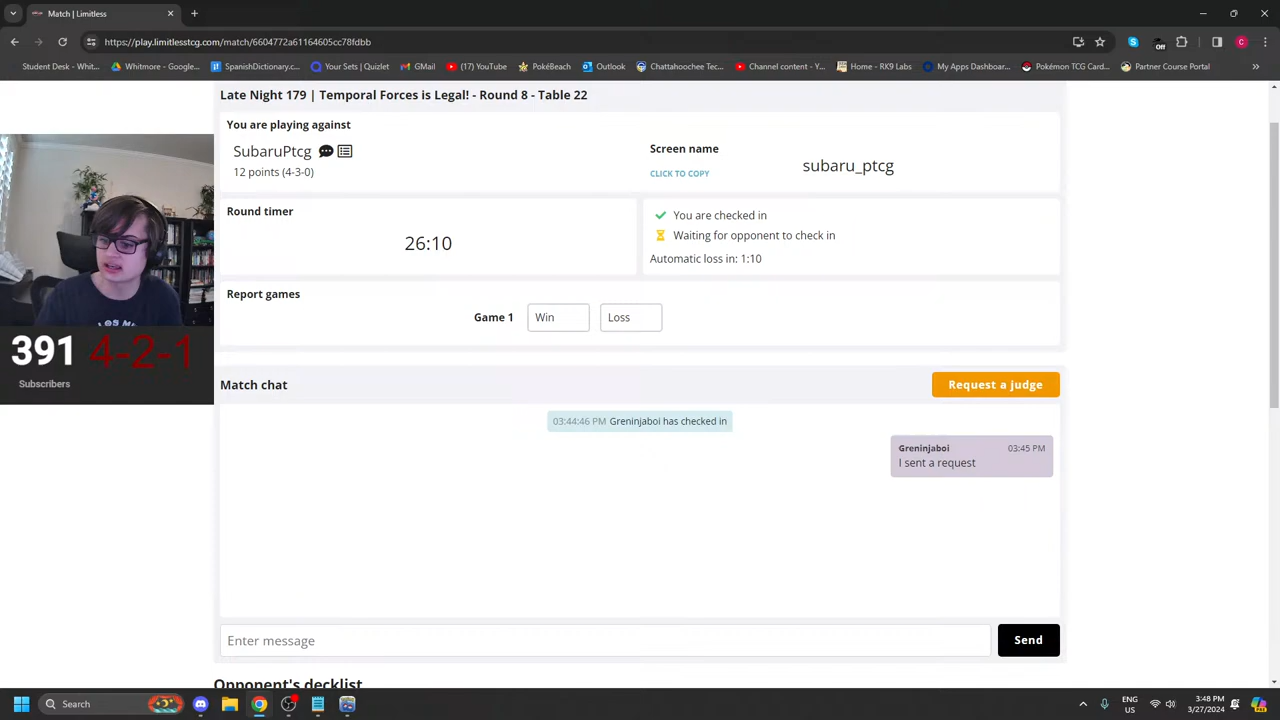 Match | Limitless
https://play.limitlesstcg.com/match/6604772a61164605cc78fdbb
Student Desk - Whit...
Whitmore - Google...
SpanishDictionary.c...
Your Sets | Quizlet
GMail
(17) YouTube
PokéBeach
Outlook
Chattahoochee Tec...
Channel content - Y...
Home - RK9 Labs
My Apps Dashboar...
Pokémon TCG Card...
Partner Course Portal
Late Night 179 | Temporal Forces is Legal! - Round 8 - Table 22
You are playing against
SubaruPtcg
12 points (4-3-0)
Screen name
CLICK TO COPY
subaru_ptcg
Round timer
26:10
You are checked in
Waiting for opponent to check in
Automatic loss in: 1:10
Report games
Game 1 Win Loss
391 4-2-1
Subscribers
Match chat
Request a judge
03:44:46 PM Greninjaboi has checked in
Greninjaboi 03:45 PM
I sent a request
Enter message
Send
Opponent's decklist
Search
ENG
US
3:48 PM
3/27/2024